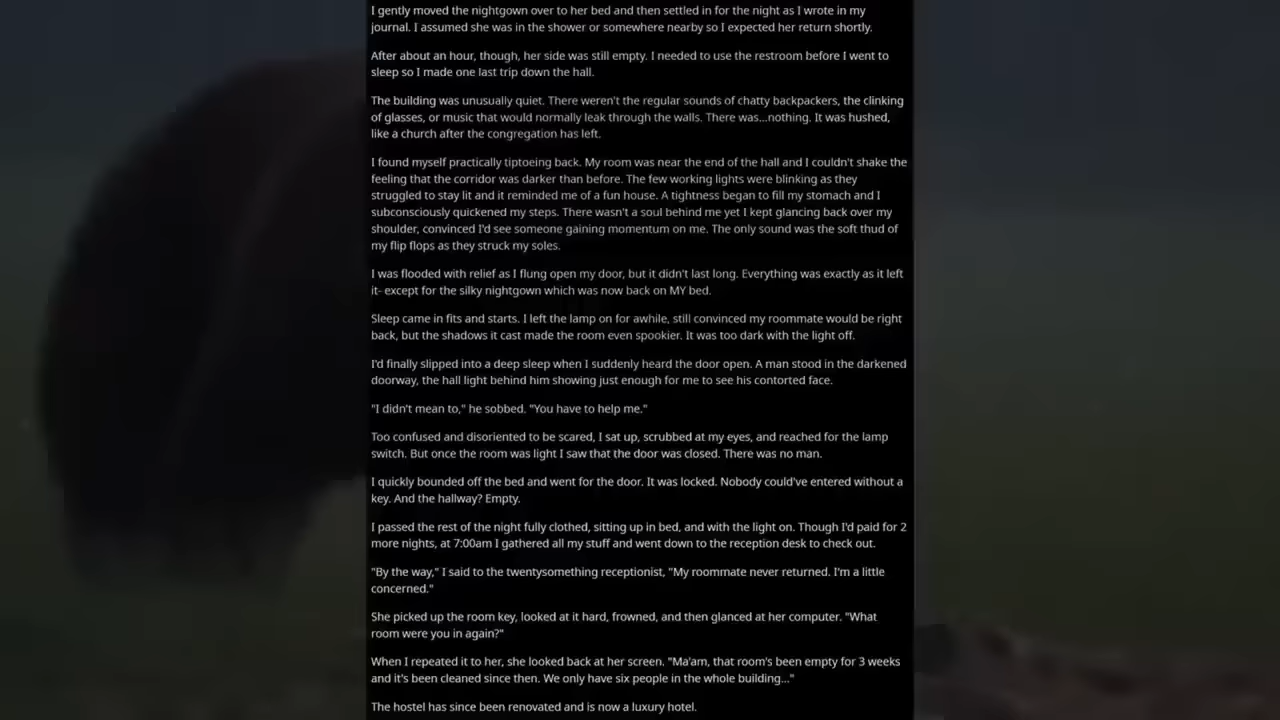 I gently moved the nightgown over to her bed and then settled in for the night as I wrote in my
journal. I assumed she was in the shower or somewhere nearby so I expected her return shortly.
After about an hour, though, her side was still empty. I needed to use the restroom before I went to
sleep so I made one last trip down the hall.
The building was unusually quiet. There weren't the regular sounds of chatty backpackers, the clinking
of glasses, or music that would normally leak through the walls. There was...nothing. It was hushed,
like a church after the congregation has left.
I found myself practically tiptoeing back. My room was near the end of the hall and I couldn't shake the
feeling that the corridor was darker than before. The few working lights were blinking as they
struggled to stay lit and it reminded me of a fun house. A tightness began to fill my stomach and I
subconsciously quickened my steps. There wasn't a soul behind me yet I kept glancing back over my
shoulder, convinced I'd see someone gaining momentum on me. The only sound was the soft thud of
my flip flops as they struck my soles.
I was flooded with relief as I flung open my door, but it didn't last long. Everything was exactly as it left
it- except for the silky nightgown which was now back on MY bed.
Sleep came in fits and starts. I left the lamp on for awhile, still convinced my roommate would be right
back, but the shadows it cast made the room even spookier. It was too dark with the light off.
I'd finally slipped into a deep sleep when I suddenly heard the door open. A man stood in the darkened
doorway, the hall light behind him showing just enough for me to see his contorted face.
"I didn't mean to," he sobbed. "You have to help me."
Too confused and disoriented to be scared, I sat up, scrubbed at my eyes, and reached for the lamp
switch. But once the room was light I saw that the door was closed. There was no man.
I quickly bounded off the bed and went for the door. It was locked. Nobody could've entered without a
key. And the hallway? Empty.
I passed the rest of the night fully clothed, sitting up in bed, and with the light on. Though I'd paid for 2
more nights, at 7:00am I gathered all my stuff and went down to the reception desk to check out.
"By the way," I said to the twentysomething receptionist, "My roommate never returned. I'm a little
concerned."
She picked up the room key, looked at it hard, frowned, and then glanced at her computer. "What
room were you in again?"
When I repeated it to her, she looked back at her screen. "Ma'am, that room's been empty for 3 weeks
and it's been cleaned since then. We only have six people in the whole building..."
The hostel has since been renovated and is now a luxury hotel.